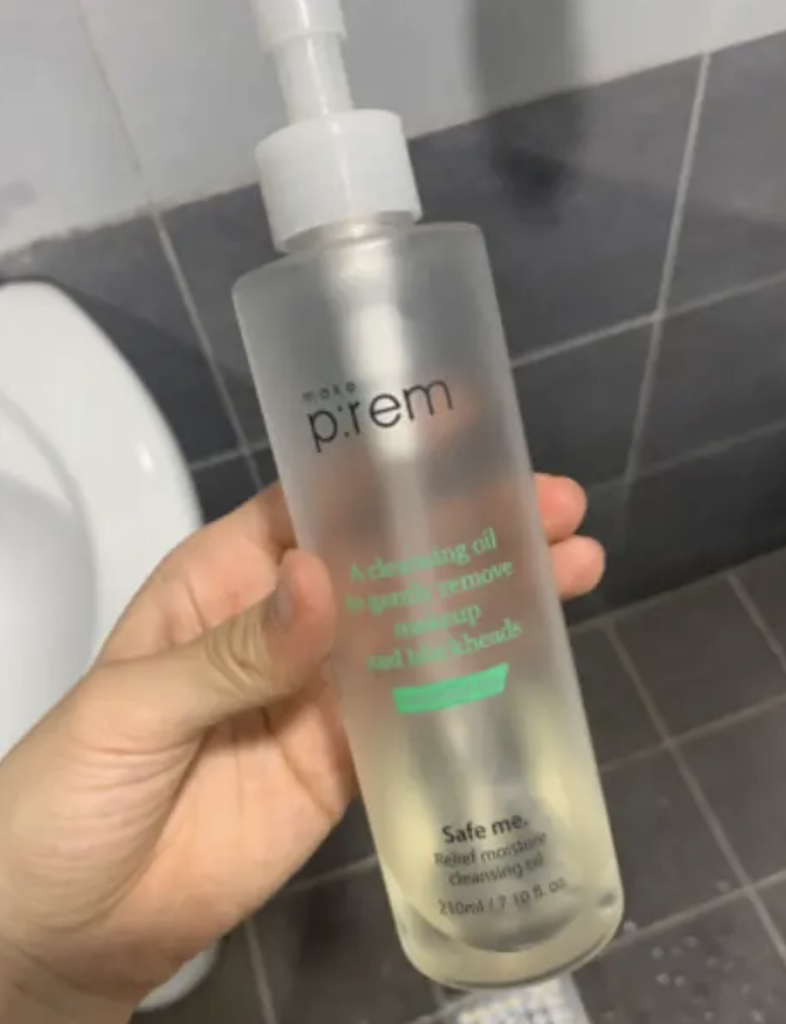 make
p:rem
A cleansing oil
to gently remove
makeup
and blackheads
Safe me.
Relief moisture
cleansing oil
210ml / 7.10 fl. oz.